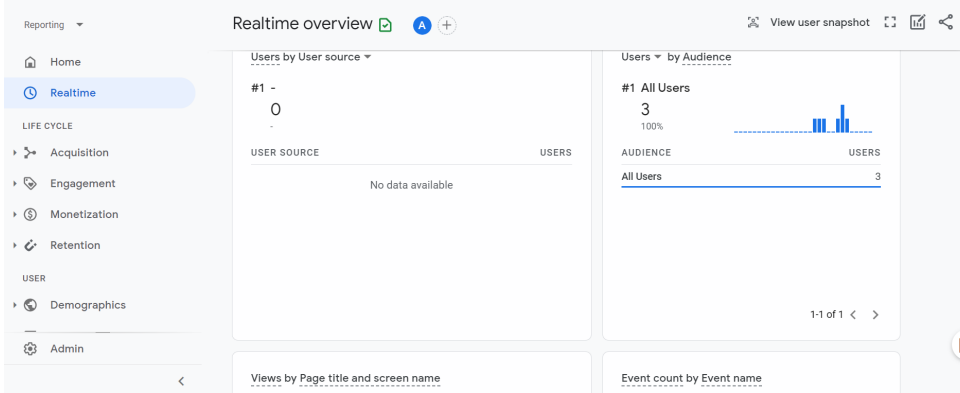 Reporting
Realtime overview
A
View user snapshot
Home
Realtime
LIFE CYCLE
Acquisition
Engagement
Monetization
Retention
USER
Demographics
Admin
Users by User source
#1 -
0
-
USER SOURCE USERS
No data available
Users by Audience
#1 All Users
3
100%
AUDIENCE USERS
All Users 3
1-1 of 1
Views by Page title and screen name
Event count by Event name